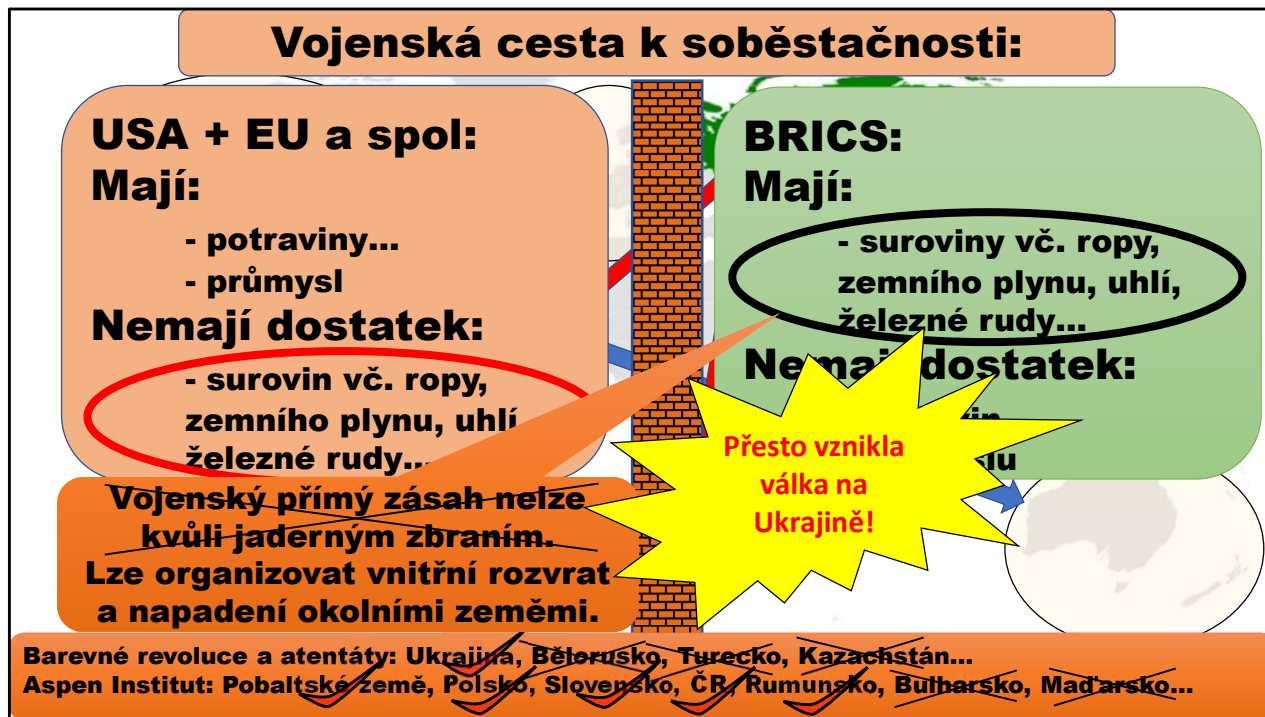 Vojenská cesta k soběstačnosti:
USA + EU a spol:
Mají:
- potraviny...
- průmysl
Nemají dostatek:
- surovin vč. ropy,
zemního plynu, uhlí
železné rudy...
BRICS:
Mají:
- suroviny vč. ropy,
zemního plynu, uhlí,
železné rudy...
Nemají dostatek:
Přesto vznikla
válka na
Ukrajině!
Vojenský přímý zásah nelze
kvůli jaderným zbraním.
Lze organizovat vnitřní rozvrat
a napadení okolními zeměmi.
Barevné revoluce a atentáty: Ukrajina, Bělorusko, Turecko, Kazachstán...
Aspen Institut: Pobaltské země, Polsko, Slovensko, ČR, Rumunsko, Bulharsko, Maďarsko...